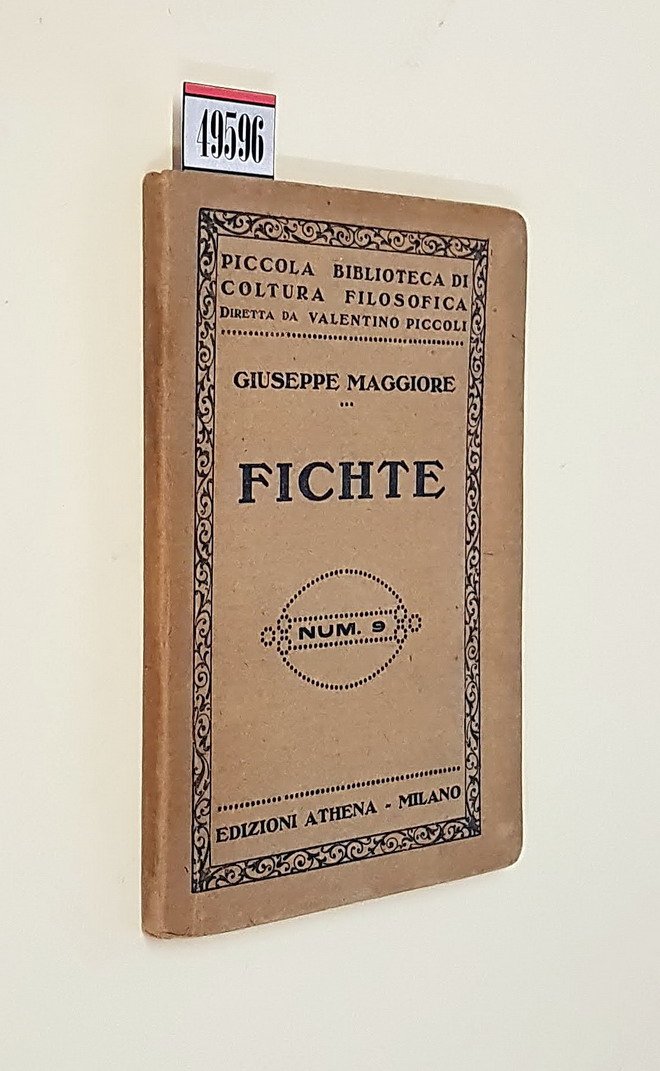 49596
PICCOLA BIBLIOTECA DI
COLTURA FILOSOFICA
DIRETTA DA VALENTINO PICCOLI
GIUSEPPE MAGGIORE
FICHTE
NUM. 9
EDIZIONI ATHENA - MILANO